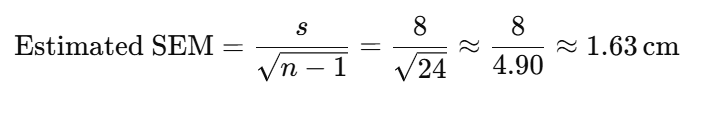 Estimated SEM = s/√(n − 1) = 8/√24 ≈ 8/4.90 ≈ 1.63 cm